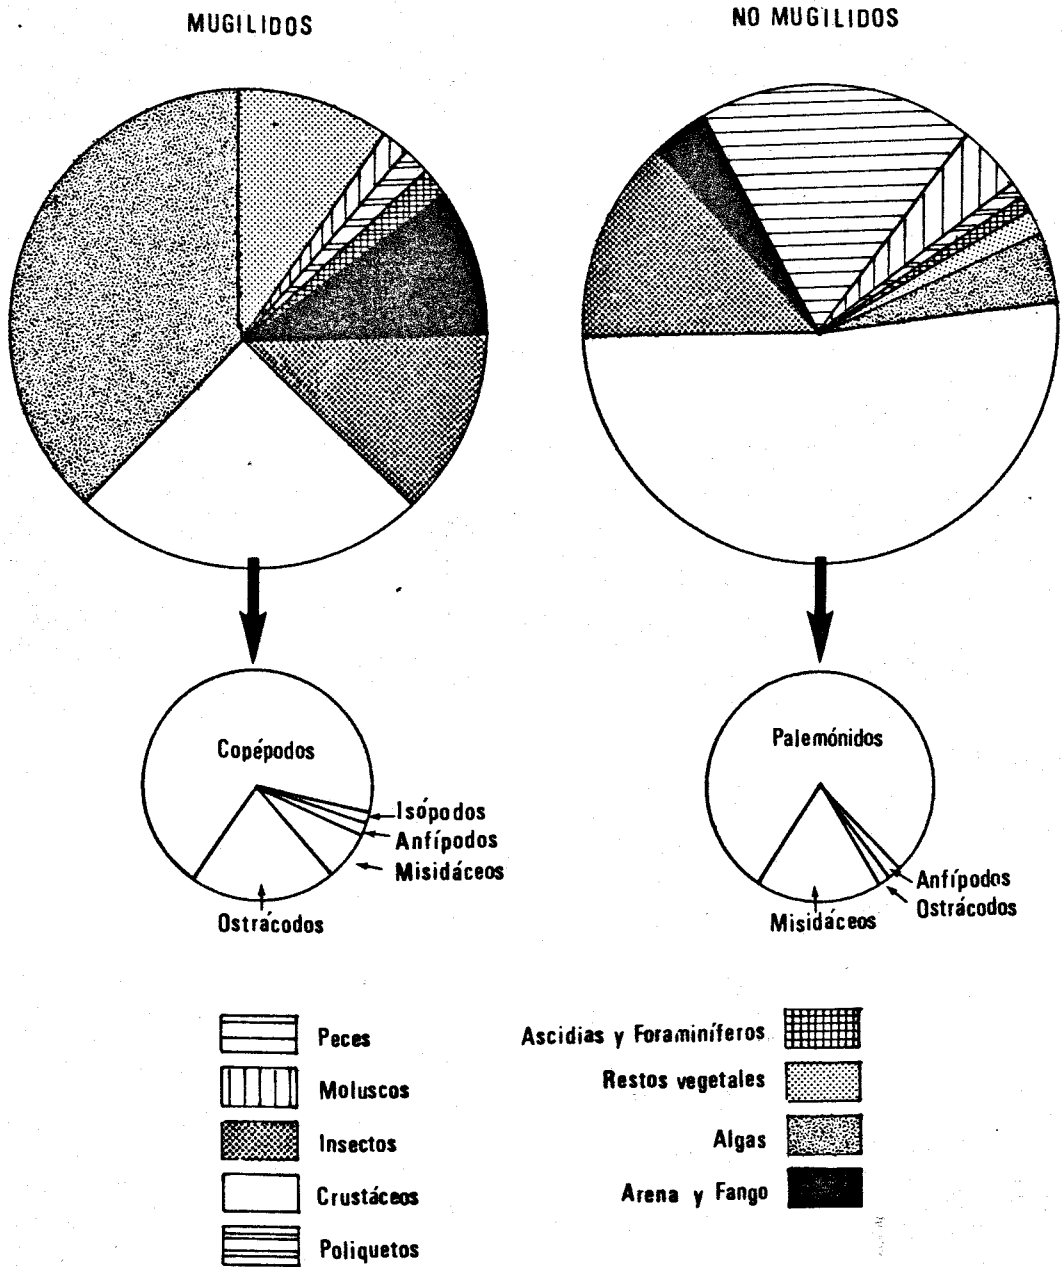 MUGILIDOS
NO MUGILIDOS
Copépodos
Isópodos
Anfípodos
Misidáceos
Ostrácodos
Palemónidos
Anfípodos
Ostrácodos
Misidáceos
Peces
Moluscos
Insectos
Crustáceos
Poliquetos
Ascidias y Foraminíferos
Restos vegetales
Algas
Arena y Fango